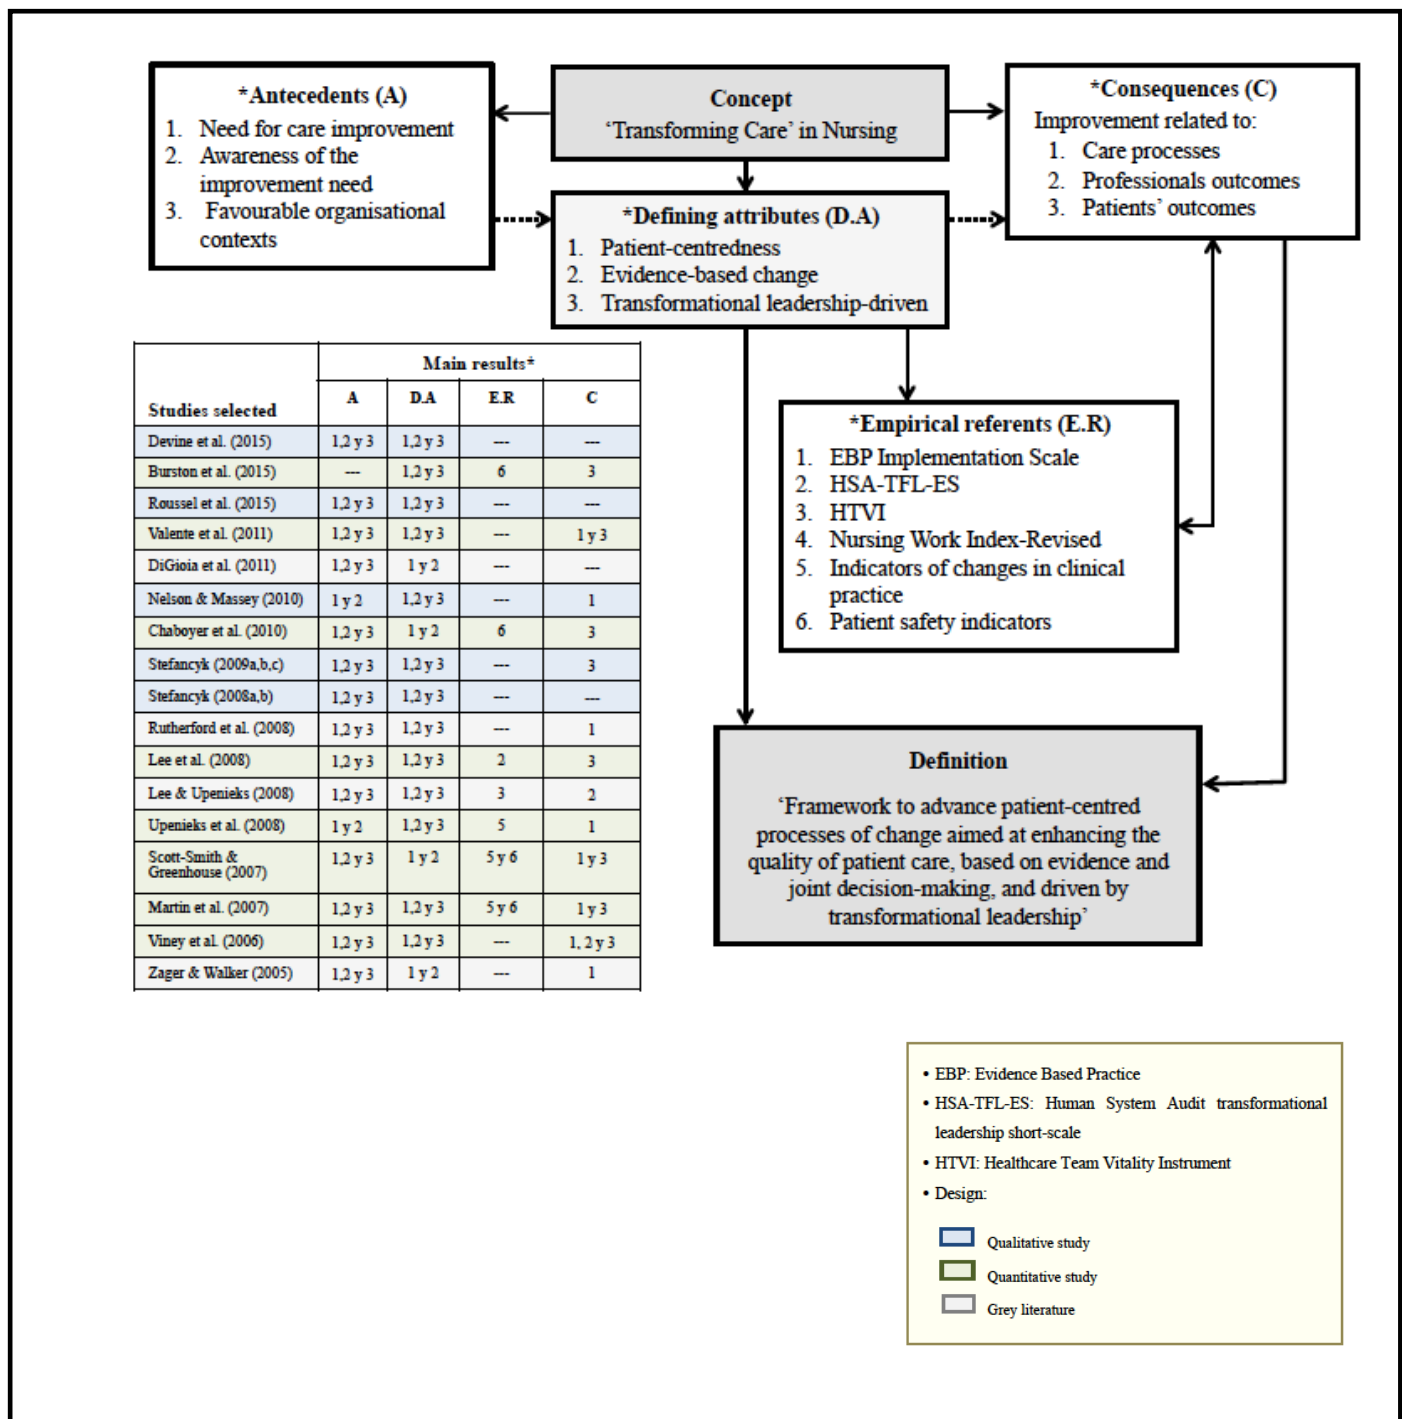 *Antecedents (A)
1. Need for care improvement
2. Awareness of the
improvement need
3. Favourable organisational
contexts
Concept
‘Transforming Care’ in Nursing
*Consequences (C)
Improvement related to:
1. Care processes
2. Professionals outcomes
3. Patients’ outcomes
*Defining attributes (D.A)
1. Patient-centredness
2. Evidence-based change
3. Transformational leadership-driven
Main results*
Studies selected A D.A E.R C
Devine et al. (2015) 1,2 y 3 1,2 y 3 --- ---
Burston et al. (2015) --- 1,2 y 3 6 3
Roussel et al. (2015) 1,2 y 3 1,2 y 3 --- ---
Valente et al. (2011) 1,2 y 3 1,2 y 3 --- 1 y 3
DiGioia et al. (2011) 1,2 y 3 1 y 2 --- ---
Nelson & Massey (2010) 1 y 2 1,2 y 3 --- 1
Chaboyer et al. (2010) 1,2 y 3 1 y 2 6 3
Stefancyk (2009a,b,c) 1,2 y 3 1,2 y 3 --- 3
Stefancyk (2008a,b) 1,2 y 3 1,2 y 3 --- ---
Rutherford et al. (2008) 1,2 y 3 1,2 y 3 --- 1
Lee et al. (2008) 1,2 y 3 1,2 y 3 2 3
Lee & Upenieks (2008) 1,2 y 3 1,2 y 3 3 2
Upenieks et al. (2008) 1 y 2 1,2 y 3 5 1
Scott-Smith &
Greenhouse (2007) 1,2 y 3 1 y 2 5 y 6 1 y 3
Martin et al. (2007) 1,2 y 3 1,2 y 3 5 y 6 1 y 3
Viney et al. (2006) 1,2 y 3 1,2 y 3 --- 1, 2 y 3
Zager & Walker (2005) 1,2 y 3 1 y 2 --- 1
*Empirical referents (E.R)
1. EBP Implementation Scale
2. HSA-TFL-ES
3. HTVI
4. Nursing Work Index-Revised
5. Indicators of changes in clinical
practice
6. Patient safety indicators
Definition
‘Framework to advance patient-centred
processes of change aimed at enhancing the
quality of patient care, based on evidence and
joint decision-making, and driven by
transformational leadership’
• EBP: Evidence Based Practice
• HSA-TFL-ES: Human System Audit transformational
leadership short-scale
• HTVI: Healthcare Team Vitality Instrument
• Design:
Qualitative study
Quantitative study
Grey literature